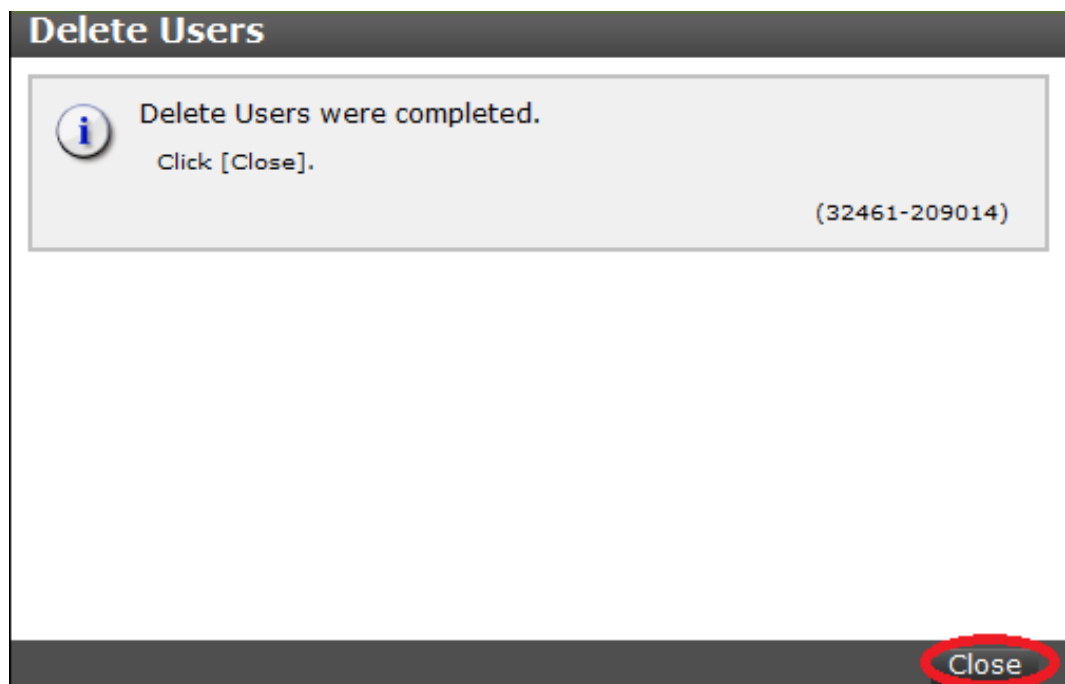 Delete Users
Delete Users were completed.
Click [Close].
(32461-209014)
Close